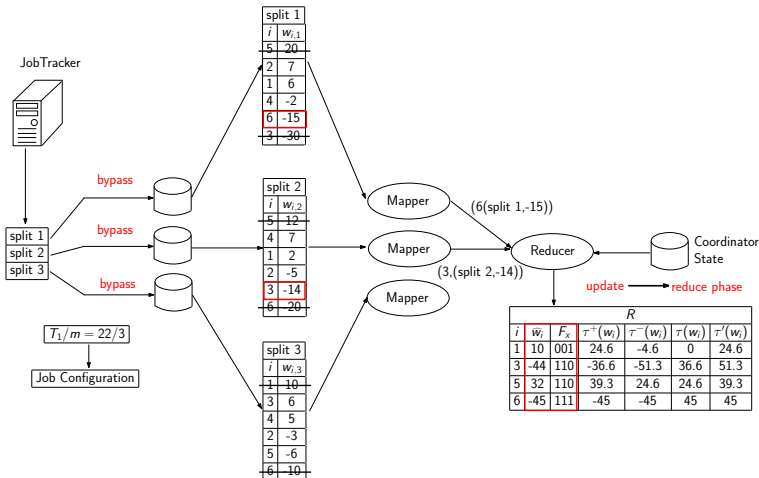 JobTracker
split 1
split 2
split 3
bypass
bypass
bypass
T₁/m = 22/3
Job Configuration
split 1
i w_{i,1}
5 20
2 7
1 6
4 -2
6 -15
3 -30
split 2
i w_{i,2}
5 12
4 7
1 2
2 -5
3 -14
6 -20
split 3
i w_{i,3}
1 10
3 6
4 5
2 -3
5 -6
6 -10
Mapper
Mapper
Mapper
(6(split 1,-15))
(3,(split 2,-14))
Reducer
Coordinator
State
update
reduce phase
R
i ŵ_i F_x τ⁺(w_i) τ⁻(w_i) τ(w_i) τ′(w_i)
1 10 001 24.6 -4.6 0 24.6
3 -44 110 -36.6 -51.3 36.6 51.3
5 32 110 39.3 24.6 24.6 39.3
6 -45 111 -45 -45 45 45